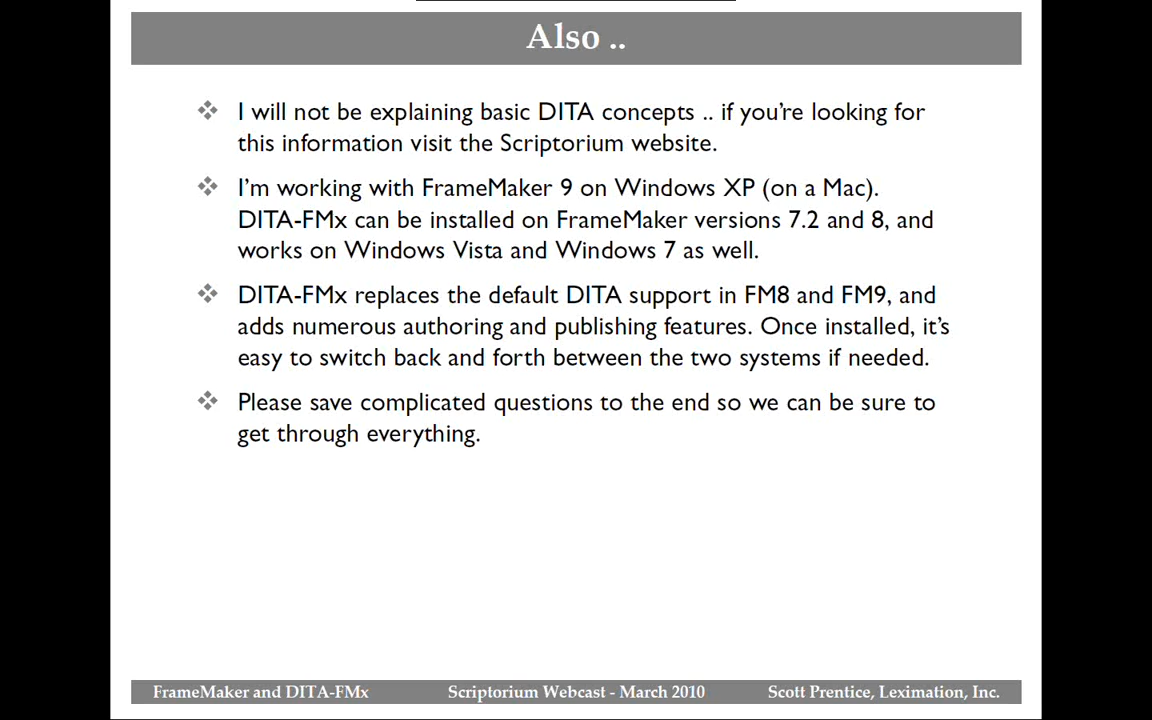 Also ..
I will not be explaining basic DITA concepts .. if you're looking for
this information visit the Scriptorium website.
I'm working with FrameMaker 9 on Windows XP (on a Mac).
DITA-FMx can be installed on FrameMaker versions 7.2 and 8, and
works on Windows Vista and Windows 7 as well.
DITA-FMx replaces the default DITA support in FM8 and FM9, and
adds numerous authoring and publishing features. Once installed, it's
easy to switch back and forth between the two systems if needed.
Please save complicated questions to the end so we can be sure to
get through everything.
FrameMaker and DITA-FMx Scriptorium Webcast - March 2010 Scott Prentice, Leximation, Inc.